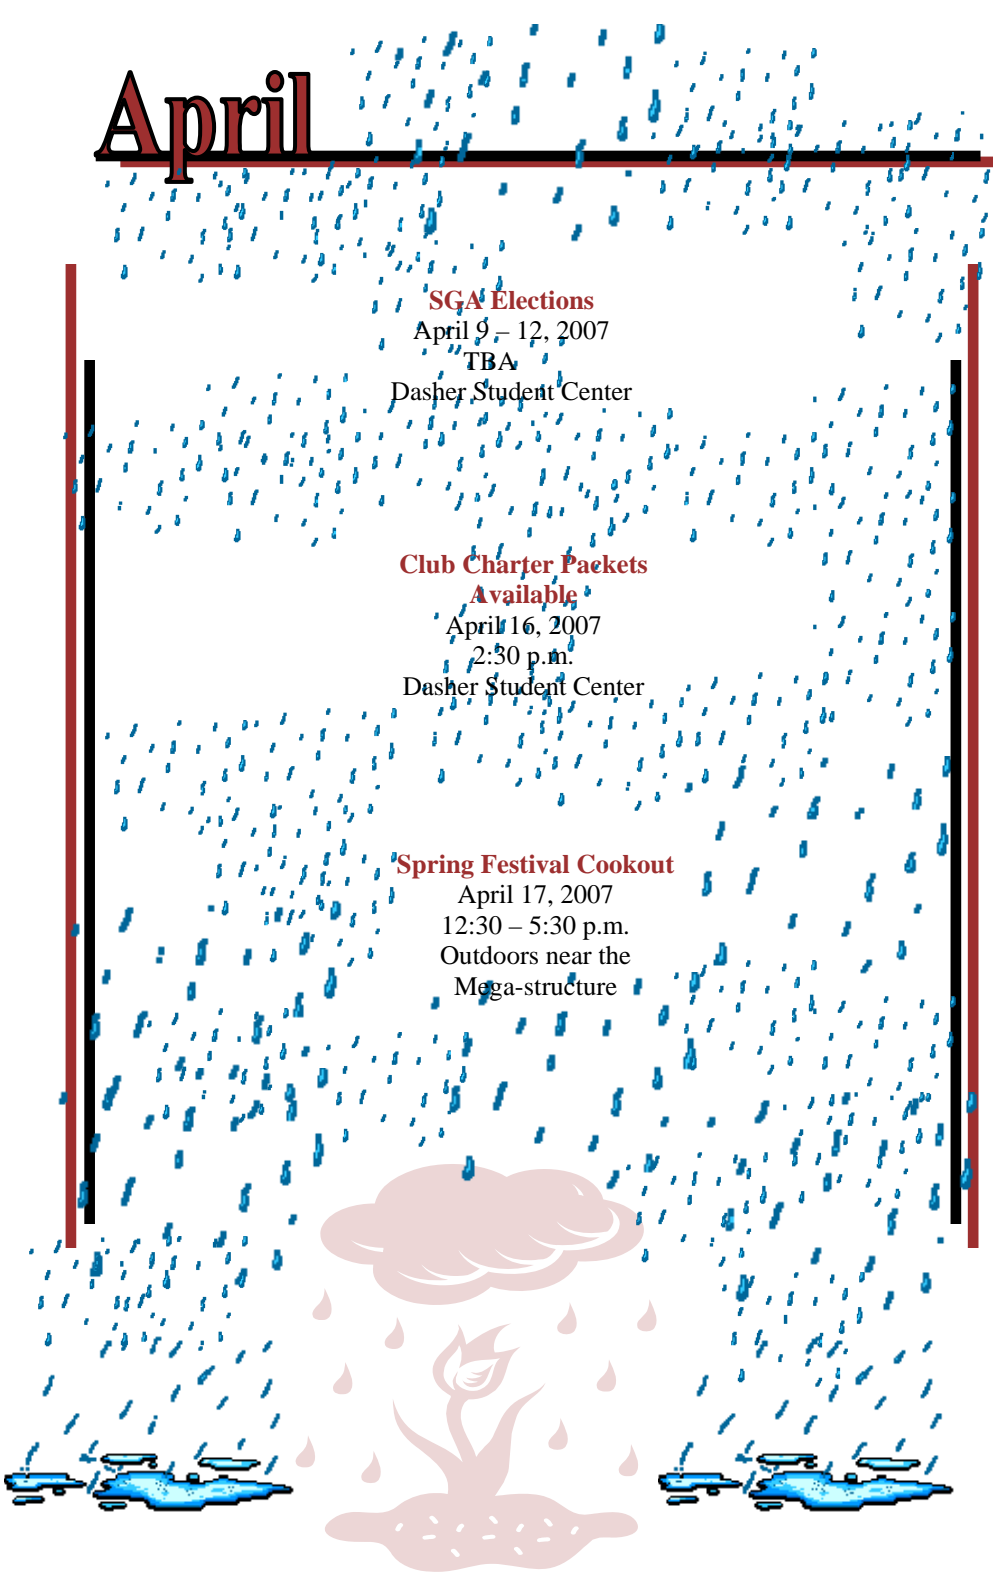 April
SGA Elections
April 9 – 12, 2007
TBA
Dasher Student Center
Club Charter Packets
Available
April 16, 2007
2:30 p.m.
Dasher Student Center
Spring Festival Cookout
April 17, 2007
12:30 – 5:30 p.m.
Outdoors near the
Mega-structure